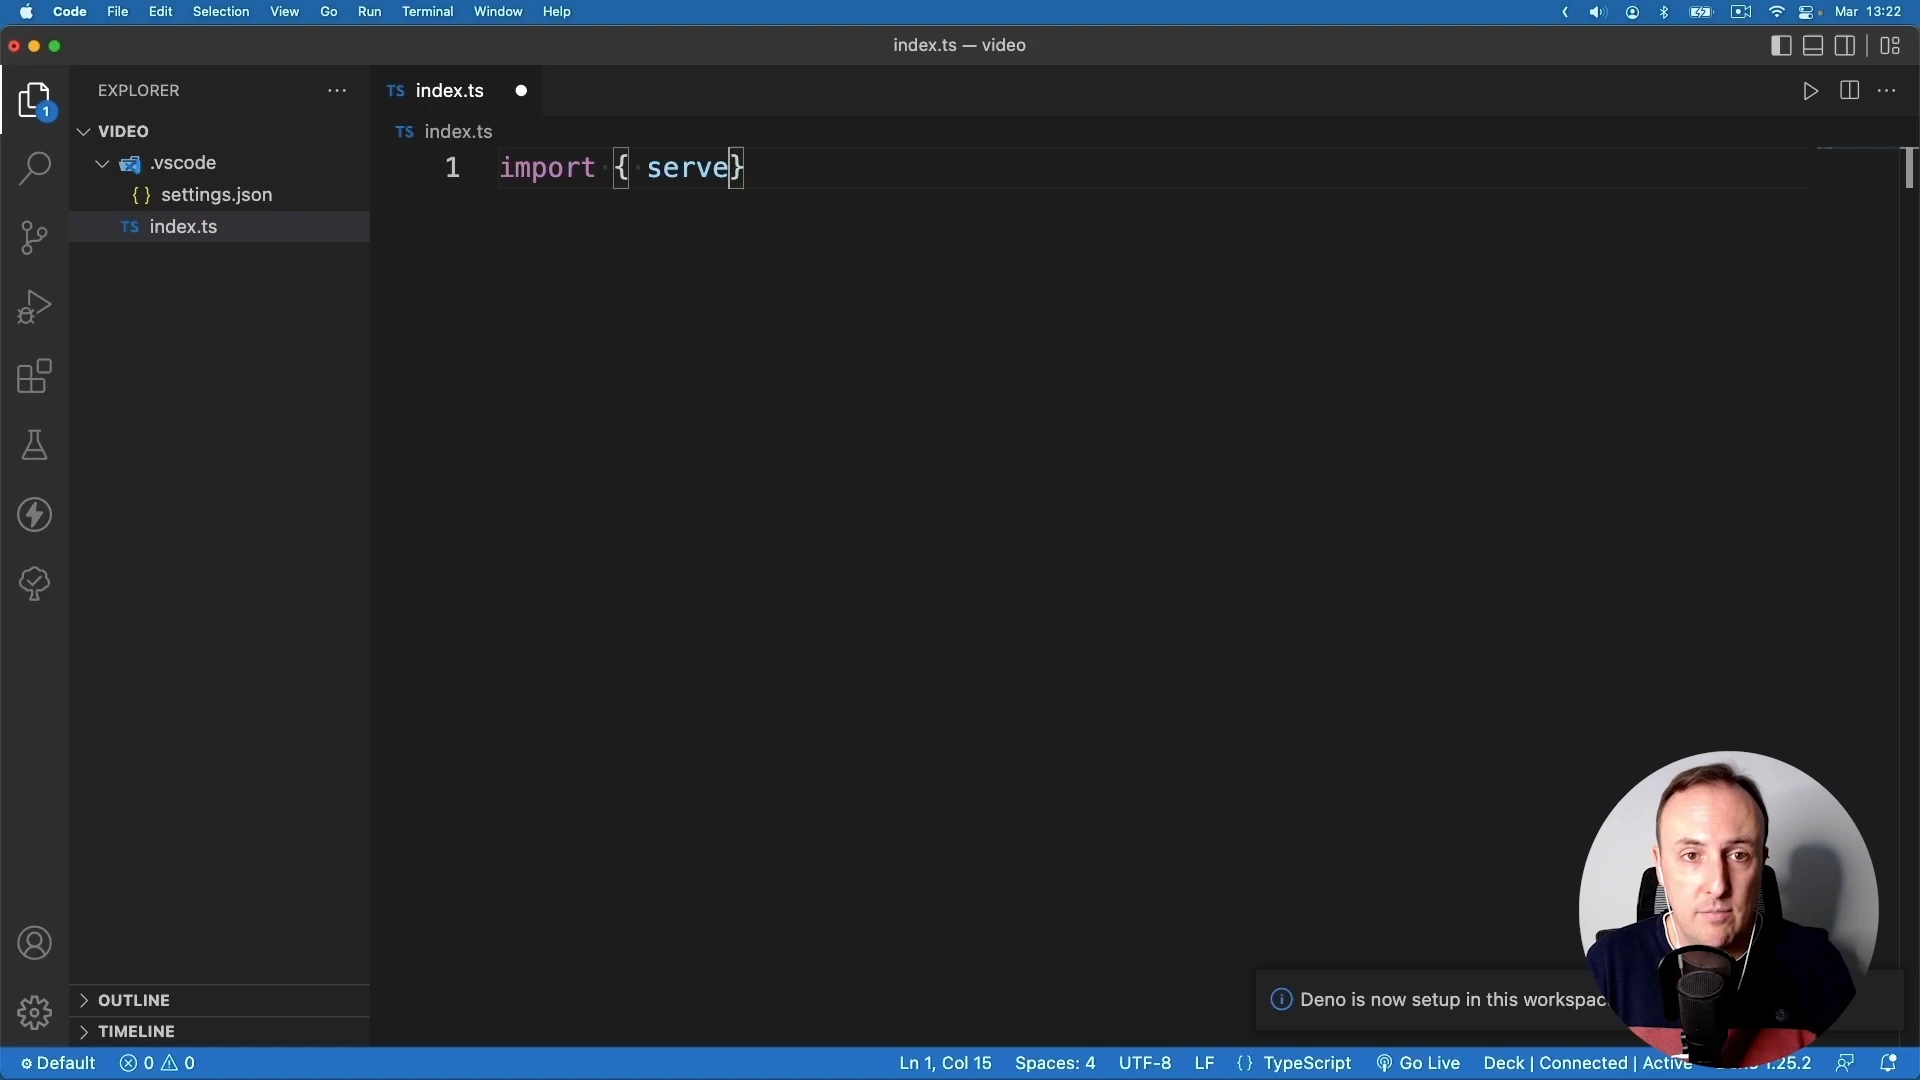 Code File Edit Selection View Go Run Terminal Window Help Mar 13:22
index.ts — video
EXPLORER
TS index.ts
1
VIDEO
TS index.ts
.vscode
1 import { serve}
{ } settings.json
TS index.ts
Deno is now setup in this workspac
OUTLINE
TIMELINE
Default 0 0 Ln 1, Col 15 Spaces: 4 UTF-8 LF { } TypeScript Go Live Deck | Connected | Active 1.25.2